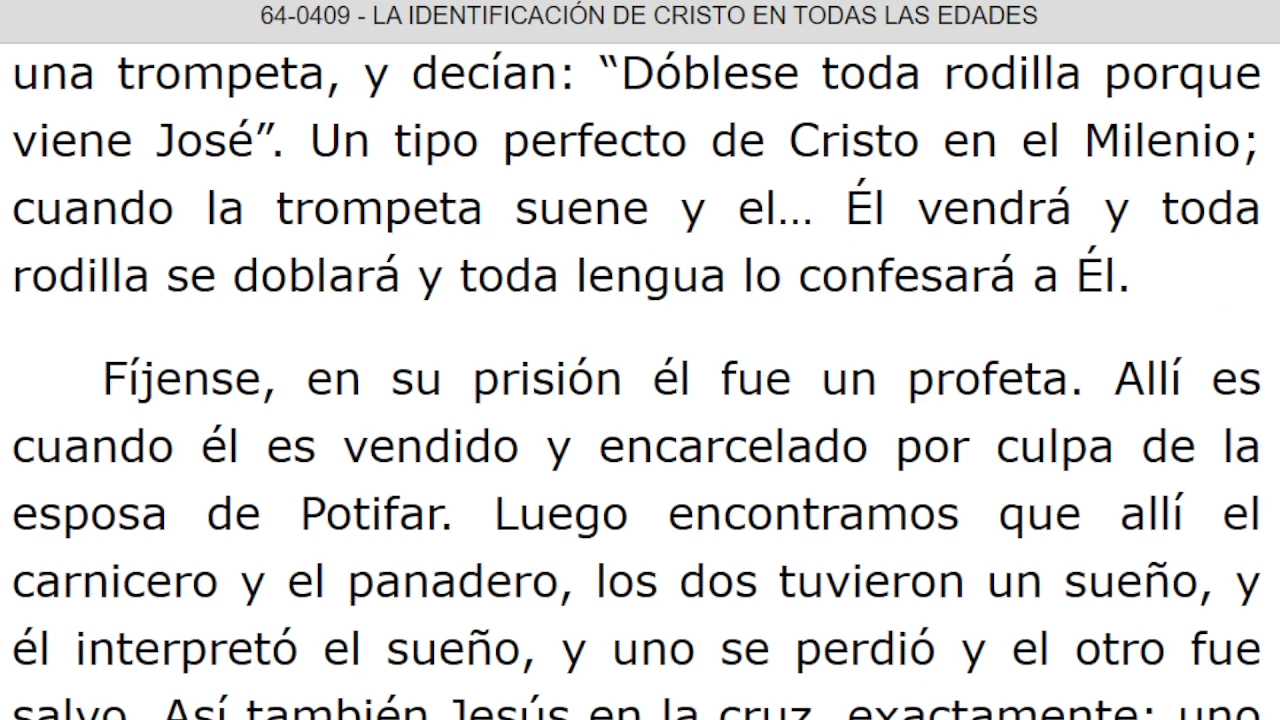 64-0409 - LA IDENTIFICACIÓN DE CRISTO EN TODAS LAS EDADES
una trompeta, y decían: “Dóblese toda rodilla porque
viene José”. Un tipo perfecto de Cristo en el Milenio;
cuando la trompeta suene y el… Él vendrá y toda
rodilla se doblará y toda lengua lo confesará a Él.
Fíjense, en su prisión él fue un profeta. Allí es
cuando él es vendido y encarcelado por culpa de la
esposa de Potifar. Luego encontramos que allí el
carnicero y el panadero, los dos tuvieron un sueño, y
él interpretó el sueño, y uno se perdió y el otro fue
salvo. Así también Jesús en la cruz, exactamente; uno